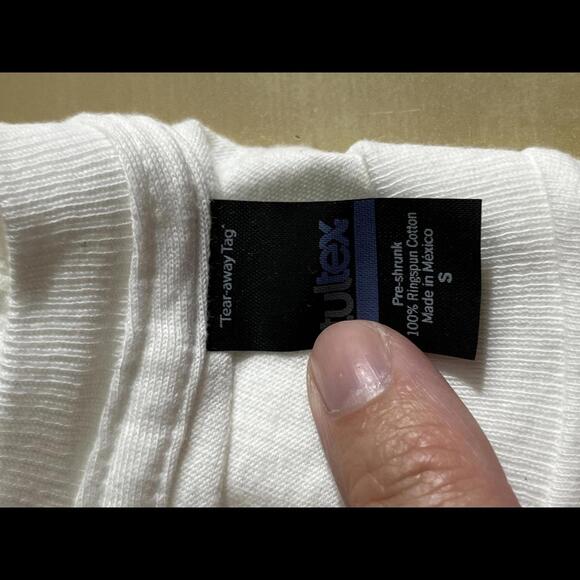 Tear-away Tag
tultex
Pre-shrunk
100% Ringspun Cotton
Made in México
S